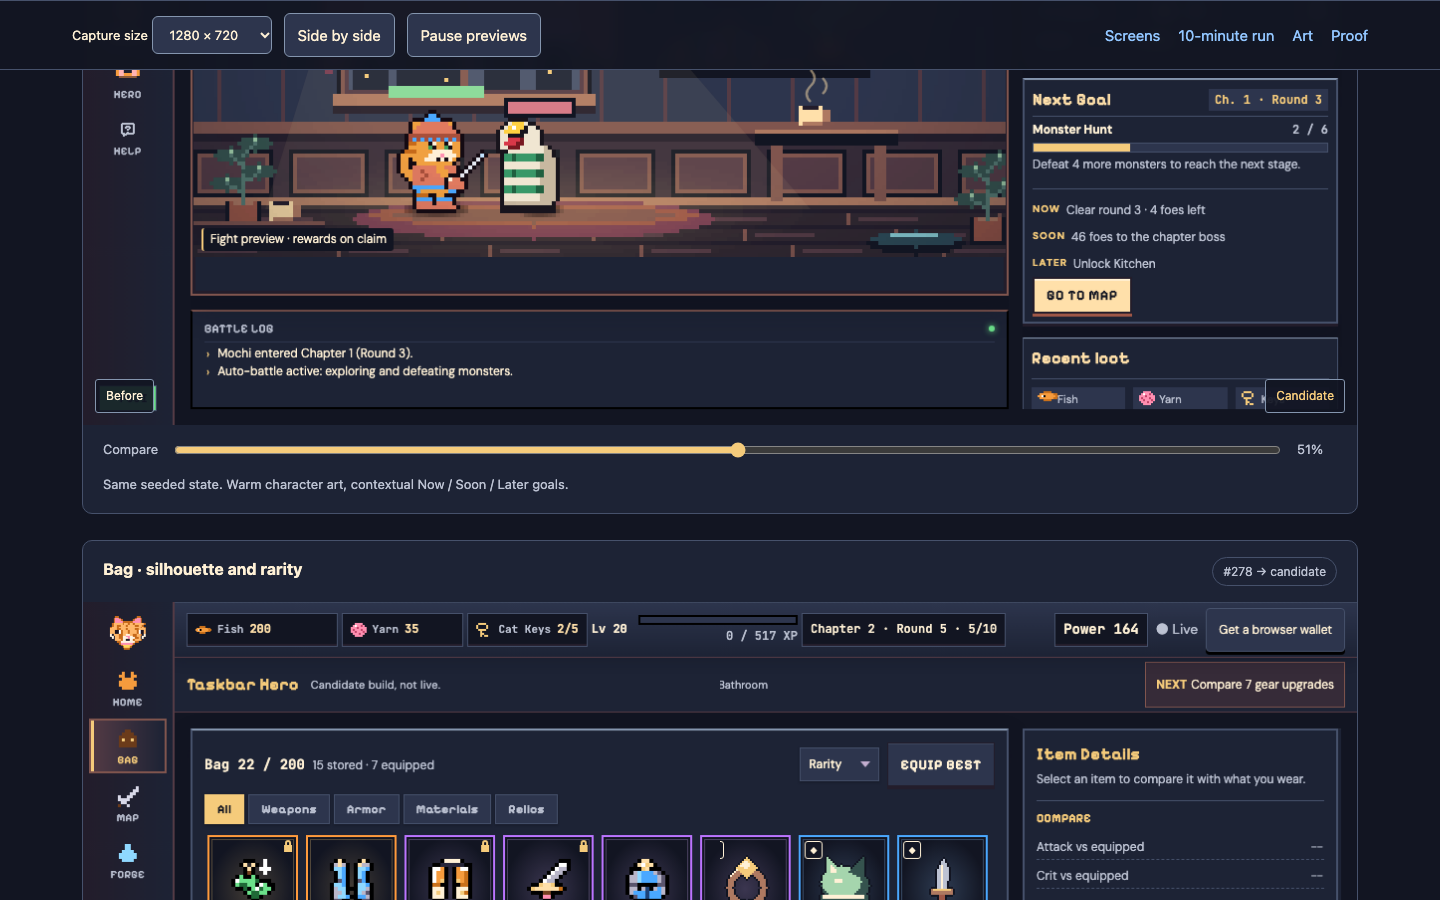 Capture size 1280 × 720 Side by side Pause previews Screens 10-minute run Art Proof
HERO
HELP
Fight preview · rewards on claim
BATTLE LOG
› Mochi entered Chapter 1 (Round 3).
› Auto-battle active: exploring and defeating monsters.
Next Goal Ch. 1 · Round 3
Monster Hunt 2 / 6
Defeat 4 more monsters to reach the next stage.
NOW Clear round 3 · 4 foes left
SOON 46 foes to the chapter boss
LATER Unlock Kitchen
GO TO MAP
Recent loot
Fish Yarn
Before Candidate
Compare 51%
Same seeded state. Warm character art, contextual Now / Soon / Later goals.
Bag · silhouette and rarity #278 → candidate
Fish 200 Yarn 35 Cat Keys 2/5 Lv 20 0 / 517 XP Chapter 2 · Round 5 · 5/10 Power 164 Live Get a browser wallet
Taskbar Hero Candidate build, not live. Bathroom NEXT Compare 7 gear upgrades
HOME
BAG
MAP
FORGE
Bag 22 / 200 15 stored · 7 equipped Rarity EQUIP BEST
All Weapons Armor Materials Relics
Item Details
Select an item to compare it with what you wear.
COMPARE
Attack vs equipped --
Crit vs equipped --